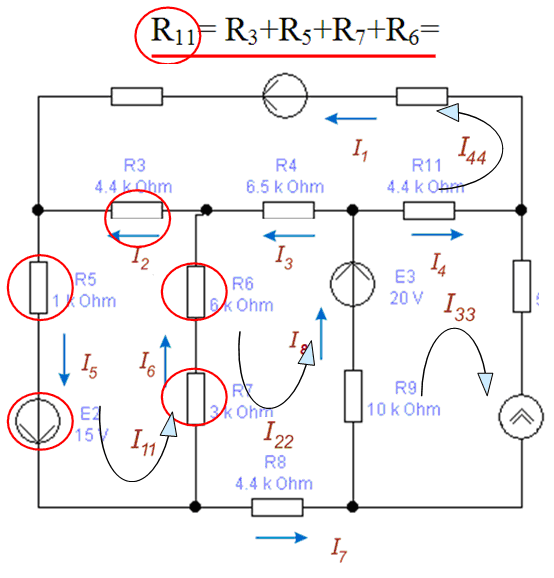 R₁₁= R₃+R₅+R₇+R₆=
I₁
I₄₄
R3
4.4 k Ohm
R4
6.5 k Ohm
R11
4.4 k Ohm
I₂
I₃
I₄
R5
1 k Ohm
R6
6 k Ohm
E3
20 V
5
I₅
I₆
I₈
I₃₃
E2
15 V
R7
3 k Ohm
R9
10 k Ohm
I₁₁
I₂₂
R8
4.4 k Ohm
I₇